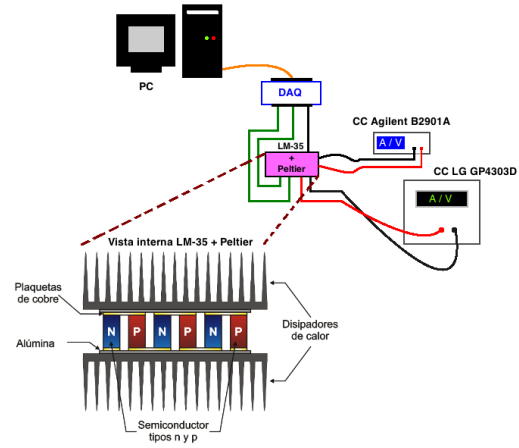 PC
DAQ
CC Agilent B2901A
A / V
LM-35
+
Peltier
CC LG GP4303D
A / V
Vista interna LM-35 + Peltier
Plaquetas
de cobre
N P N P N P
Alúmina
Disipadores
de calor
Semiconductor
tipos n y p